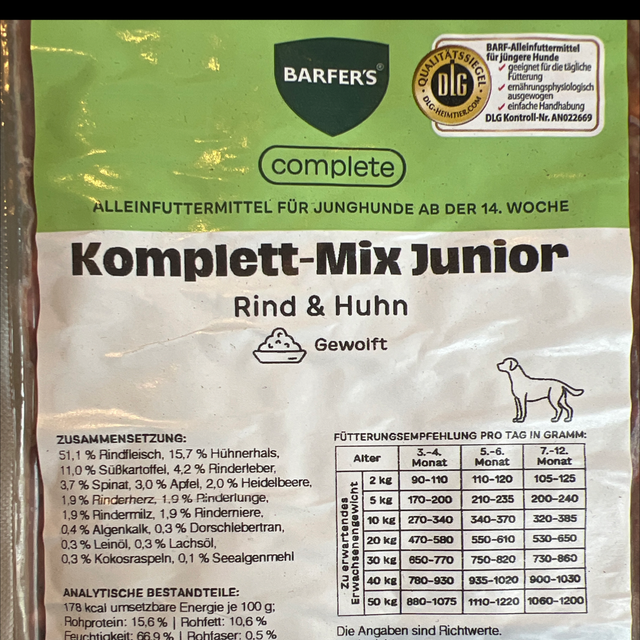 BARFER'S®
QUALITÄTSSIEGEL
DLG
DLG-HEIMTIER.COM
BARF-Alleinfuttermittel
für jüngere Hunde
geeignet für die tägliche
Fütterung
ernährungsphysiologisch
ausgewogen
einfache Handhabung
DLG Kontroll-Nr. AN022669
complete
ALLEINFUTTERMITTEL FÜR JUNGHUNDE AB DER 14. WOCHE
Komplett-Mix Junior
Rind & Huhn
Gewolft
ZUSAMMENSETZUNG:
51,1 % Rindfleisch, 15,7 % Hühnerhals,
11,0 % Süßkartoffel, 4,2 % Rinderleber,
3,7 % Spinat, 3,0 % Apfel, 2,0 % Heidelbeere,
1,9 % Rinderherz, 1,9 % Rinderlunge,
1,9 % Rindermilz, 1,9 % Rinderniere,
0,4 % Algenkalk, 0,3 % Dorschlebertran,
0,3 % Leinöl, 0,3 % Lachsöl,
0,3 % Kokosraspeln, 0,1 % Seealgenmehl
ANALYTISCHE BESTANDTEILE:
178 kcal umsetzbare Energie je 100 g;
Rohprotein: 15,6 % | Rohfett: 10,6 %
Feuchtigkeit: 66,9 % | Rohfaser: 0,5 %
FÜTTERUNGSEMPFEHLUNG PRO TAG IN GRAMM:
Alter 3.-4. Monat 5.-6. Monat 7.-12. Monat
Zu erwartendes
Erwachsenengewicht
2 kg 90-110 110-120 105-125
5 kg 170-200 210-235 200-240
10 kg 270-340 340-370 320-385
20 kg 470-580 550-610 530-650
30 kg 650-770 750-820 730-860
40 kg 780-930 935-1020 900-1030
50 kg 880-1075 1110-1220 1060-1200
Die Angaben sind Richtwerte.